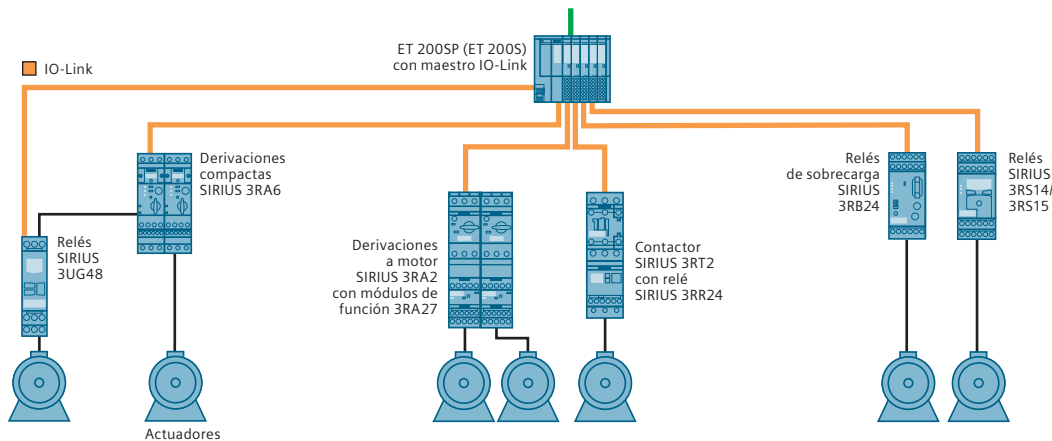 ET 200SP (ET 200S)
con maestro IO-Link
IO-Link
Derivaciones
compactas
SIRIUS 3RA6
Relés
de sobrecarga
SIRIUS
3RB24
Relés
SIRIUS
3RS14/
3RS15
Relés
SIRIUS
3UG48
Derivaciones
a motor
SIRIUS 3RA2
con módulos de
función 3RA27
Contactor
SIRIUS 3RT2
con relé
SIRIUS 3RR24
Actuadores